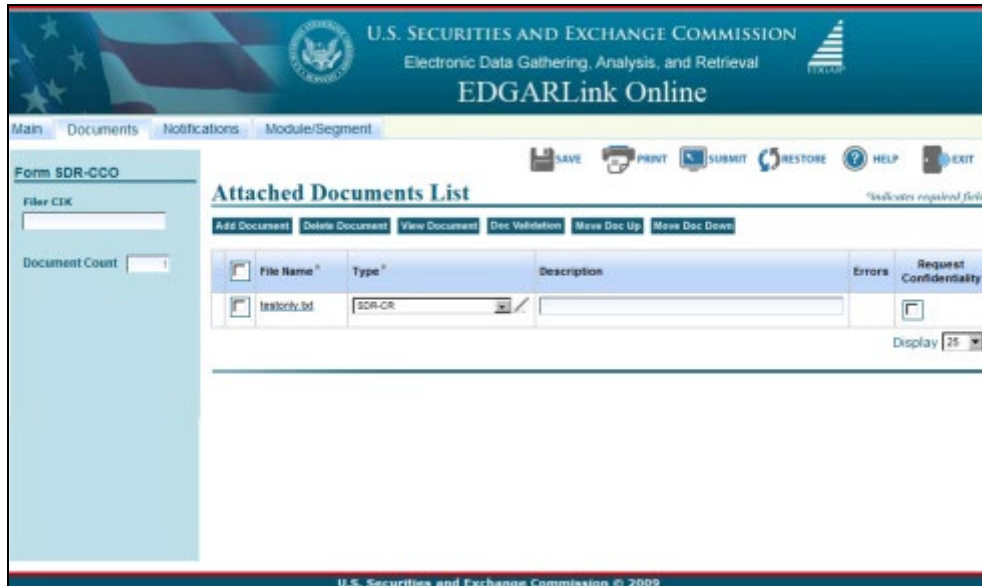 U.S. SECURITIES AND EXCHANGE COMMISSION
Electronic Data Gathering, Analysis, and Retrieval
EDGARLink Online
Main Documents Notifications Module/Segment
SAVE PRINT SUBMIT RESTORE HELP EXIT
Form SDR-CCO
Filer CIK
Document Count 1
Attached Documents List
*indicates required
Add Document Delete Document View Document Doc Validation Move Doc Up Move Doc Down
File Name* Type* Description Errors Request Confidentiality
testonly.txt SDR-CR
Display 25
U.S. Securities and Exchange Commission © 2009